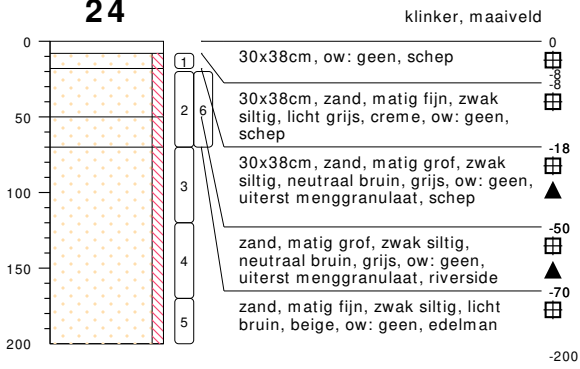 24
klinker, maaiveld
0
0
30x38cm, ow: geen, schep
1
-8
-8
30x38cm, zand, matig fijn, zwak
siltig, licht grijs, creme, ow: geen,
schep
50
2
6
-18
30x38cm, zand, matig grof, zwak
siltig, neutraal bruin, grijs, ow: geen,
uiterst menggranulaat, schep
100
3
-50
zand, matig grof, zwak siltig,
neutraal bruin, grijs, ow: geen,
uiterst menggranulaat, riverside
150
4
-70
zand, matig fijn, zwak siltig, licht
bruin, beige, ow: geen, edelman
5
200
-200